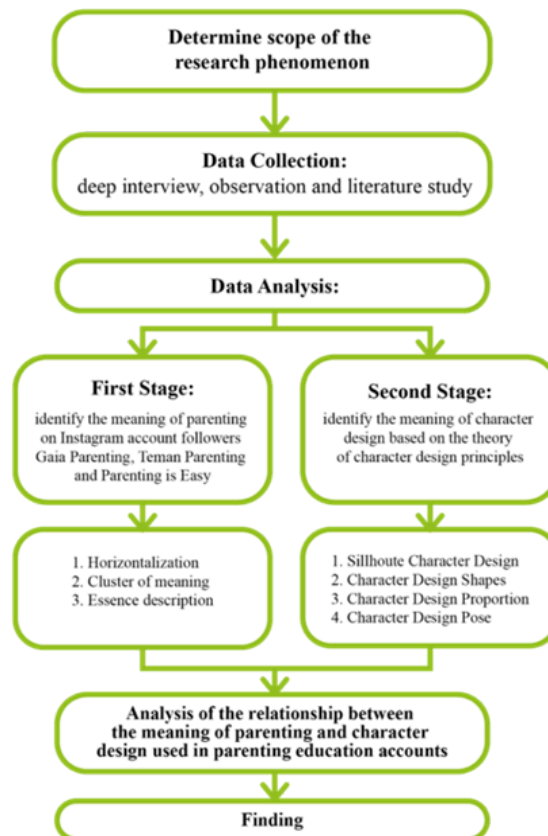 Determine scope of the
research phenomenon
Data Collection:
deep interview, observation and literature study
Data Analysis:
First Stage:
identify the meaning of parenting
on Instagram account followers
Gaia Parenting, Teman Parenting
and Parenting is Easy
Second Stage:
identify the meaning of character
design based on the theory
of character design principles
1. Horizontalization
2. Cluster of meaning
3. Essence description
1. Sillhoute Character Design
2. Character Design Shapes
3. Character Design Proportion
4. Character Design Pose
Analysis of the relationship between
the meaning of parenting and character
design used in parenting education accounts
Finding